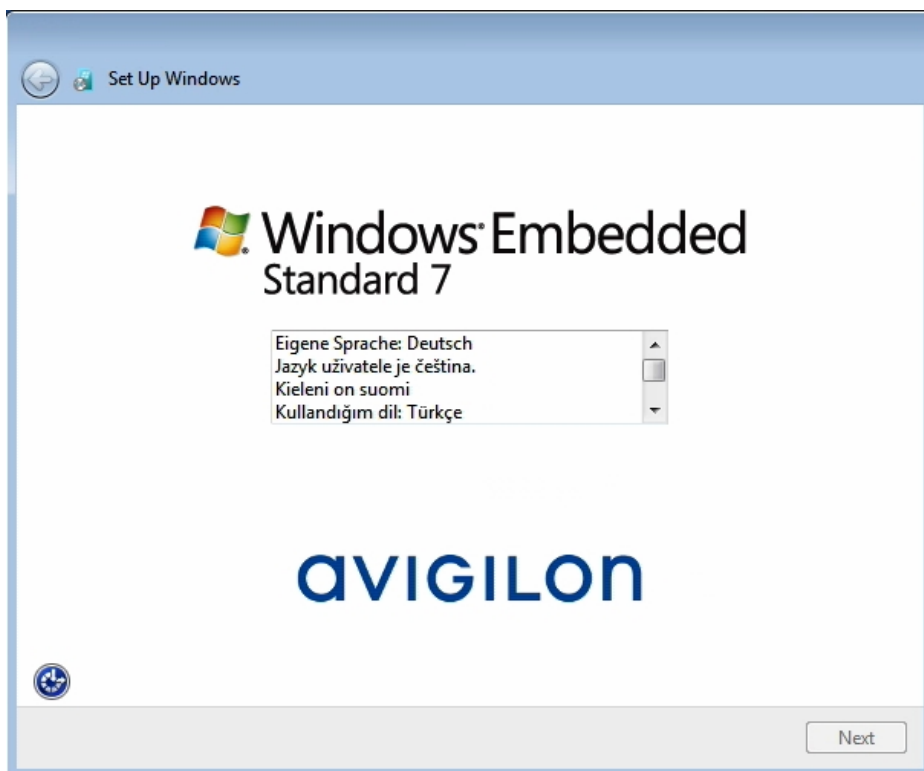 Set Up Windows
Windows® Embedded
Standard 7
Eigene Sprache: Deutsch
Jazyk uživatele je čeština.
Kieleni on suomi
Kullandığım dil: Türkçe
avigilon
Next